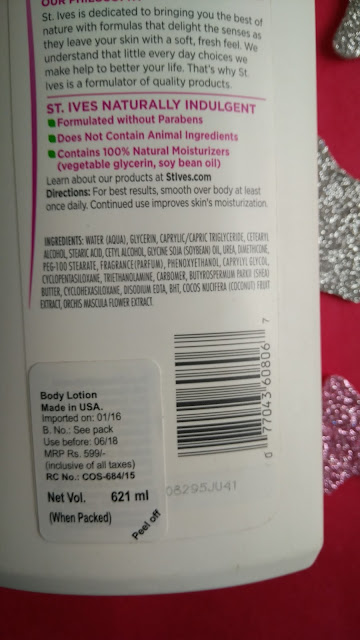 OUR PHILOSOPHY
St. Ives is dedicated to bringing you the best of
nature with formulas that delight the senses as
they leave your skin with a soft, fresh feel. We
understand that little every day choices we
make help to better your life. That's why St.
Ives is a formulator of quality products.
ST. IVES NATURALLY INDULGENT
Formulated without Parabens
Does Not Contain Animal Ingredients
Contains 100% Natural Moisturizers
(vegetable glycerin, soy bean oil)
Learn about our products at StIves.com
Directions: For best results, smooth over body at least
once daily. Continued use improves skin's moisturization.
INGREDIENTS: WATER (AQUA), GLYCERIN, CAPRYLIC/CAPRIC TRIGLYCERIDE, CETEARYL
ALCOHOL, STEARIC ACID, CETYL ALCOHOL, GLYCINE SOJA (SOYBEAN) OIL, UREA, DIMETHICONE,
PEG-100 STEARATE, FRAGRANCE (PARFUM), PHENOXYETHANOL, CAPRYLYL GLYCOL,
CYCLOPENTASILOXANE, TRIETHANOLAMINE, CARBOMER, BUTYROSPERMUM PARKII (SHEA)
BUTTER, CYCLOHEXASILOXANE, DISODIUM EDTA, BHT, COCOS NUCIFERA (COCONUT) FRUIT
EXTRACT, ORCHIS MASCULA FLOWER EXTRACT.
0 77043 60806 7
Body Lotion
Made in USA.
Imported on: 01/16
B. No.: See pack
Use before: 06/18
MRP Rs. 599/-
(inclusive of all taxes)
RC No.: COS-684/15
Net Vol. 621 ml
(When Packed)
Peel off
08295JU41